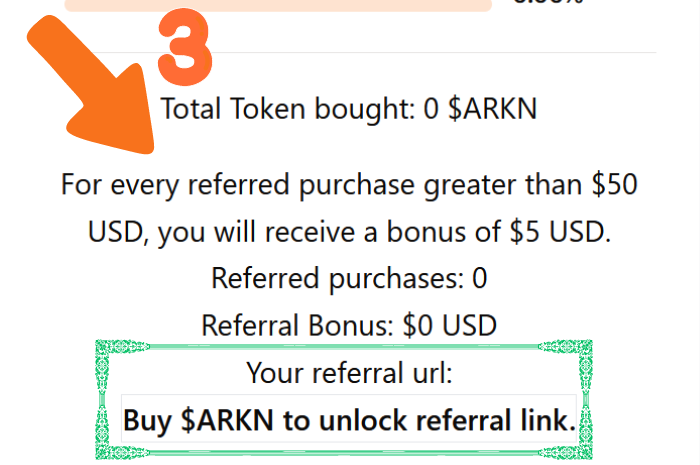 3
Total Token bought: 0 $ARKN
For every referred purchase greater than $50
USD, you will receive a bonus of $5 USD.
Referred purchases: 0
Referral Bonus: $0 USD
Your referral url:
Buy $ARKN to unlock referral link.